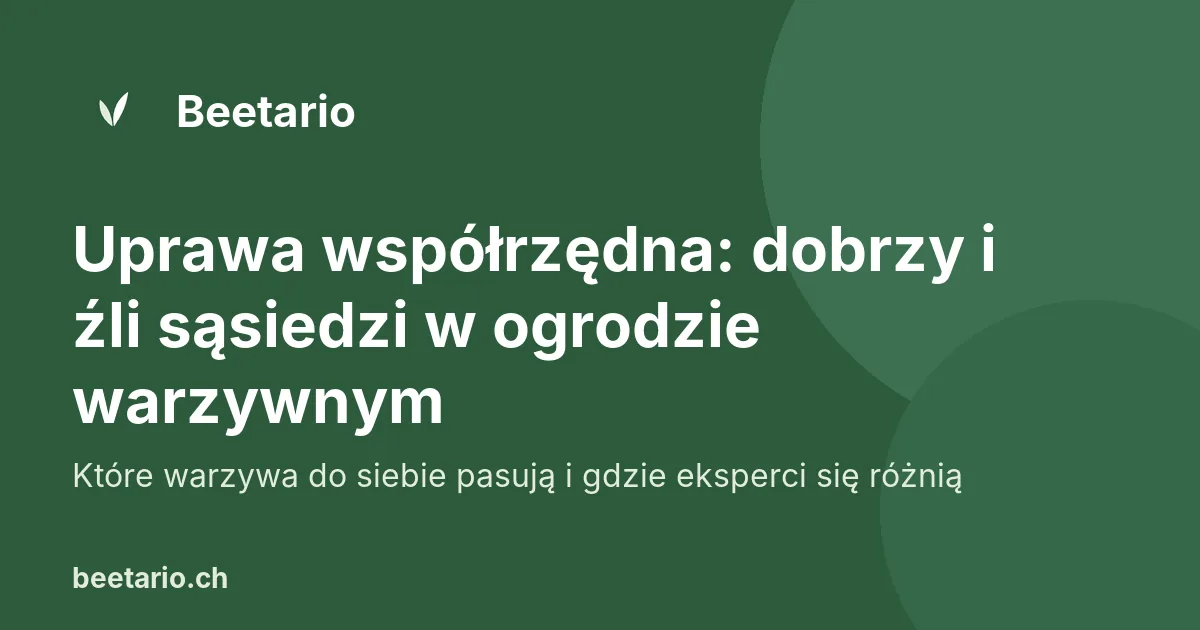 Beetario
Uprawa współrzędna: dobrzy i
źli sąsiedzi w ogrodzie
warzywnym
Które warzywa do siebie pasują i gdzie eksperci się różnią
beetario.ch